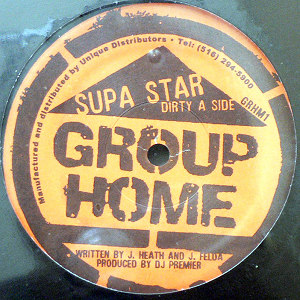 Manufactured and distributed by Unique Distributors • Tel: (516) 294-5900
GRHM1
SUPA STAR
DIRTY A SIDE
GROUP
HOME
WRITTEN BY J. HEATH AND J. FELDA
PRODUCED BY DJ PREMIER